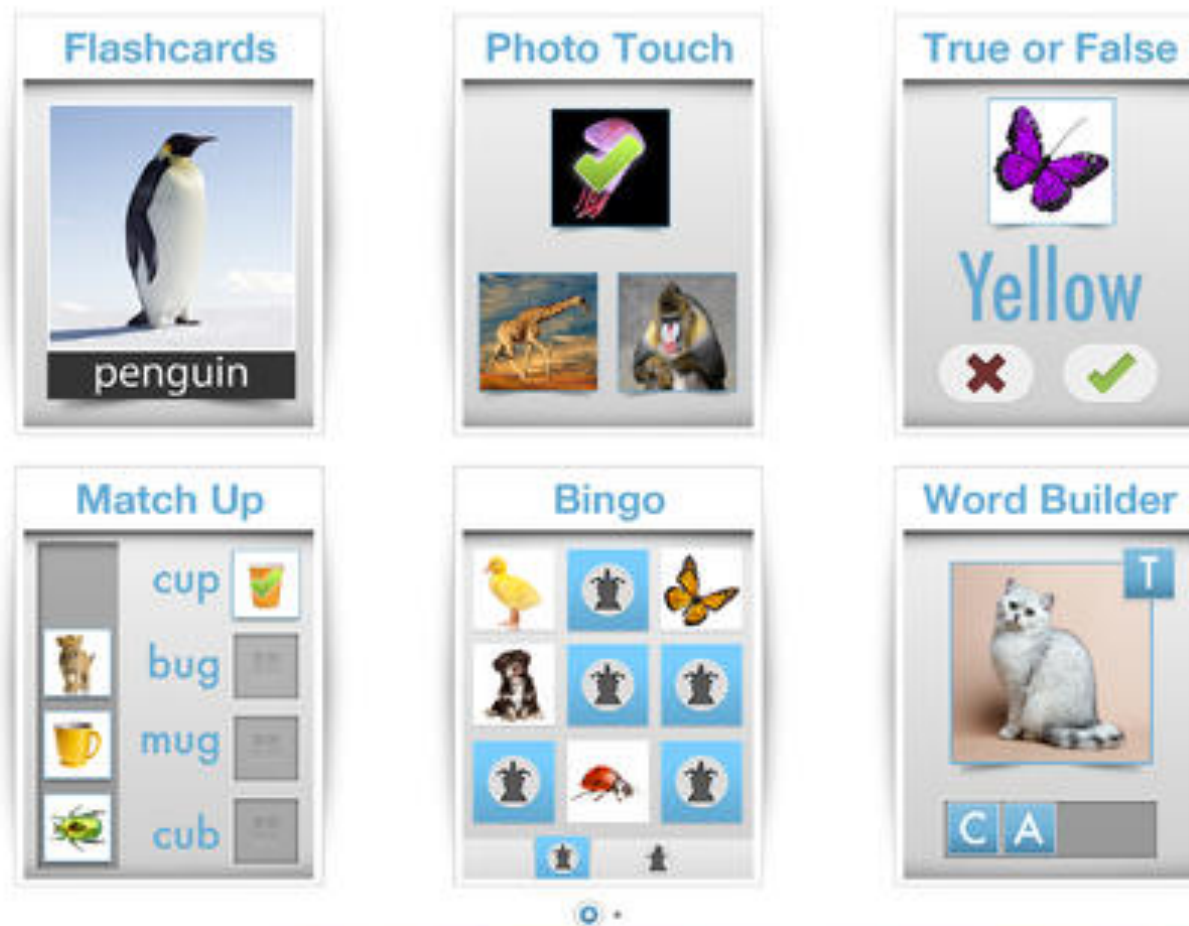 Flashcards
penguin
Photo Touch
True or False
Yellow
Match Up
cup
bug
mug
cub
Bingo
Word Builder
T
C A